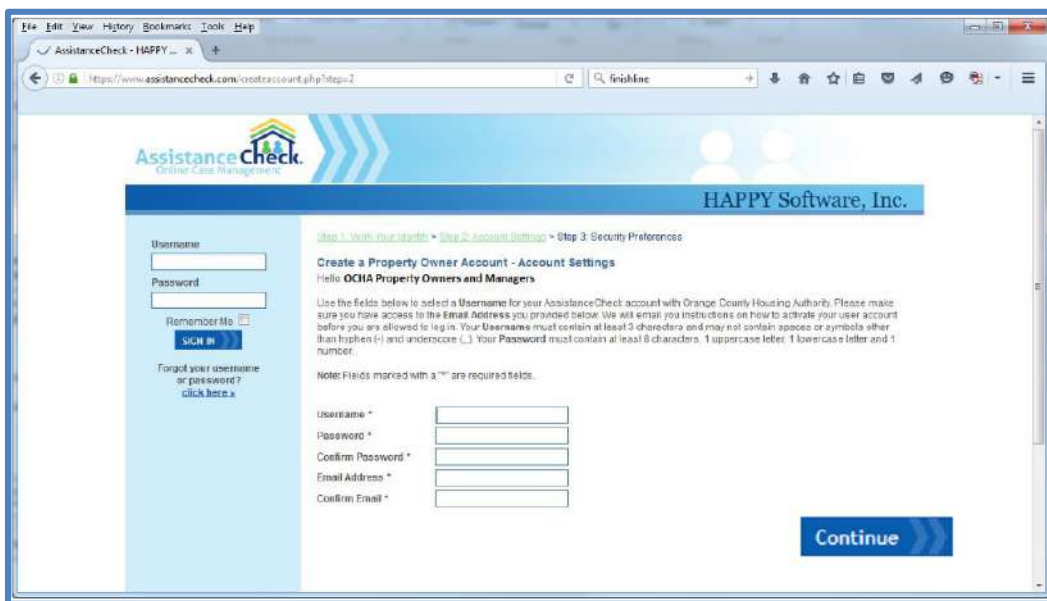 File Edit View History Bookmarks Tools Help
AssistanceCheck - HAPPY ... × +
https://www.assistancecheck.com/createaccount.php?step=2
finishline
AssistanceCheck.
Online Case Management
HAPPY Software, Inc.
Username
Password
Remember Me
SIGN IN
Forgot your username
or password?
click here »
Step 1: Verify Your Identity > Step 2: Account Settings > Step 3: Security Preferences
Create a Property Owner Account - Account Settings
Hello OCHA Property Owners and Managers
Use the fields below to select a Username for your AssistanceCheck account with Orange County Housing Authority. Please make
sure you have access to the Email Address you provided below. We will email you instructions on how to activate your user account
before you are allowed to log in. Your Username must contain at least 3 characters and may not contain spaces or symbols other
than hyphen (-) and underscore (_). Your Password must contain at least 8 characters, 1 uppercase letter, 1 lowercase letter and 1
number.
Note: Fields marked with a "*" are required fields.
Username *
Password *
Confirm Password *
Email Address *
Confirm Email *
Continue